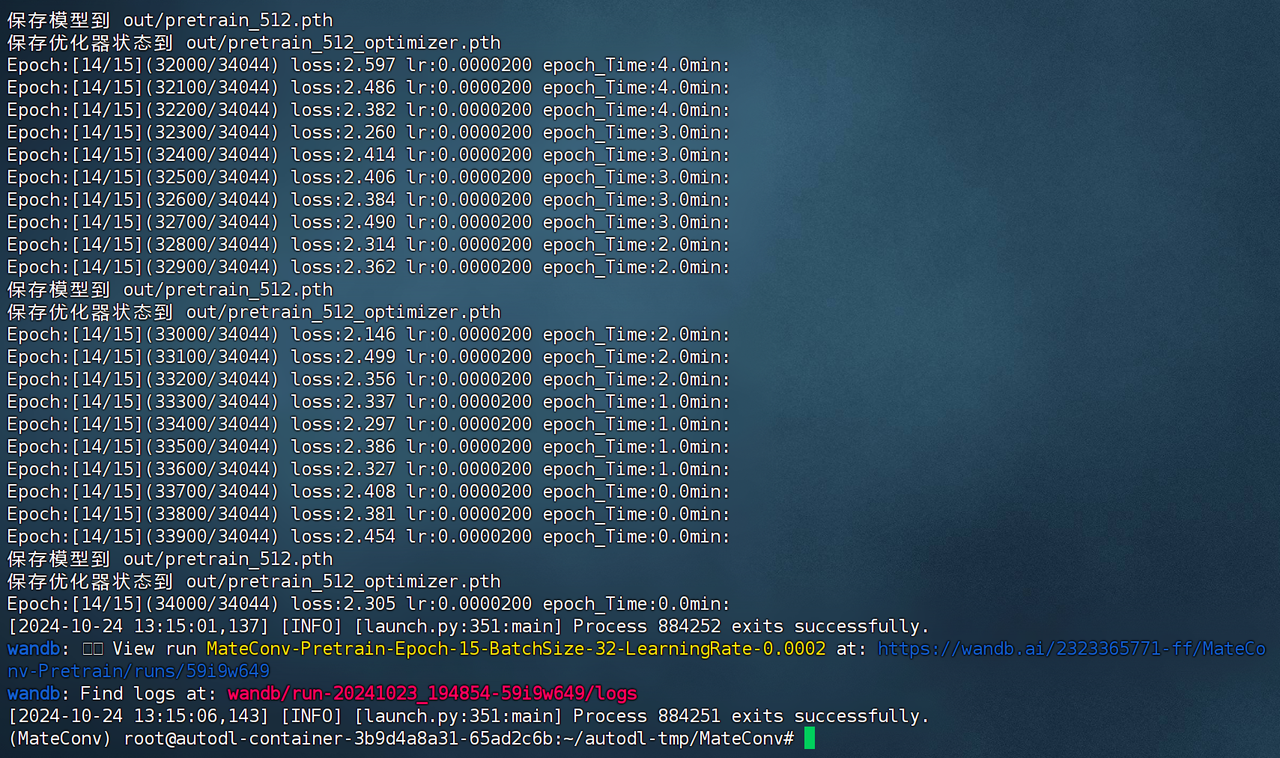 保存模型到 out/pretrain_512.pth
保存优化器状态到 out/pretrain_512_optimizer.pth
Epoch:[14/15](32000/34044) loss:2.597 lr:0.0000200 epoch_Time:4.0min:
Epoch:[14/15](32100/34044) loss:2.486 lr:0.0000200 epoch_Time:4.0min:
Epoch:[14/15](32200/34044) loss:2.382 lr:0.0000200 epoch_Time:4.0min:
Epoch:[14/15](32300/34044) loss:2.260 lr:0.0000200 epoch_Time:3.0min:
Epoch:[14/15](32400/34044) loss:2.414 lr:0.0000200 epoch_Time:3.0min:
Epoch:[14/15](32500/34044) loss:2.406 lr:0.0000200 epoch_Time:3.0min:
Epoch:[14/15](32600/34044) loss:2.384 lr:0.0000200 epoch_Time:3.0min:
Epoch:[14/15](32700/34044) loss:2.490 lr:0.0000200 epoch_Time:3.0min:
Epoch:[14/15](32800/34044) loss:2.314 lr:0.0000200 epoch_Time:2.0min:
Epoch:[14/15](32900/34044) loss:2.362 lr:0.0000200 epoch_Time:2.0min:
保存模型到 out/pretrain_512.pth
保存优化器状态到 out/pretrain_512_optimizer.pth
Epoch:[14/15](33000/34044) loss:2.146 lr:0.0000200 epoch_Time:2.0min:
Epoch:[14/15](33100/34044) loss:2.499 lr:0.0000200 epoch_Time:2.0min:
Epoch:[14/15](33200/34044) loss:2.356 lr:0.0000200 epoch_Time:2.0min:
Epoch:[14/15](33300/34044) loss:2.337 lr:0.0000200 epoch_Time:1.0min:
Epoch:[14/15](33400/34044) loss:2.297 lr:0.0000200 epoch_Time:1.0min:
Epoch:[14/15](33500/34044) loss:2.386 lr:0.0000200 epoch_Time:1.0min:
Epoch:[14/15](33600/34044) loss:2.327 lr:0.0000200 epoch_Time:1.0min:
Epoch:[14/15](33700/34044) loss:2.408 lr:0.0000200 epoch_Time:0.0min:
Epoch:[14/15](33800/34044) loss:2.381 lr:0.0000200 epoch_Time:0.0min:
Epoch:[14/15](33900/34044) loss:2.454 lr:0.0000200 epoch_Time:0.0min:
保存模型到 out/pretrain_512.pth
保存优化器状态到 out/pretrain_512_optimizer.pth
Epoch:[14/15](34000/34044) loss:2.305 lr:0.0000200 epoch_Time:0.0min:
[2024-10-24 13:15:01,137] [INFO] [launch.py:351:main] Process 884252 exits successfully.
wandb: View run MateConv-Pretrain-Epoch-15-BatchSize-32-LearningRate-0.0002 at: https://wandb.ai/2323365771-ff/MateCo
nv-Pretrain/runs/59i9w649
wandb: Find logs at: wandb/run-20241023_194854-59i9w649/logs
[2024-10-24 13:15:06,143] [INFO] [launch.py:351:main] Process 884251 exits successfully.
(MateConv) root@autodl-container-3b9d4a8a31-65ad2c6b:~/autodl-tmp/MateConv#